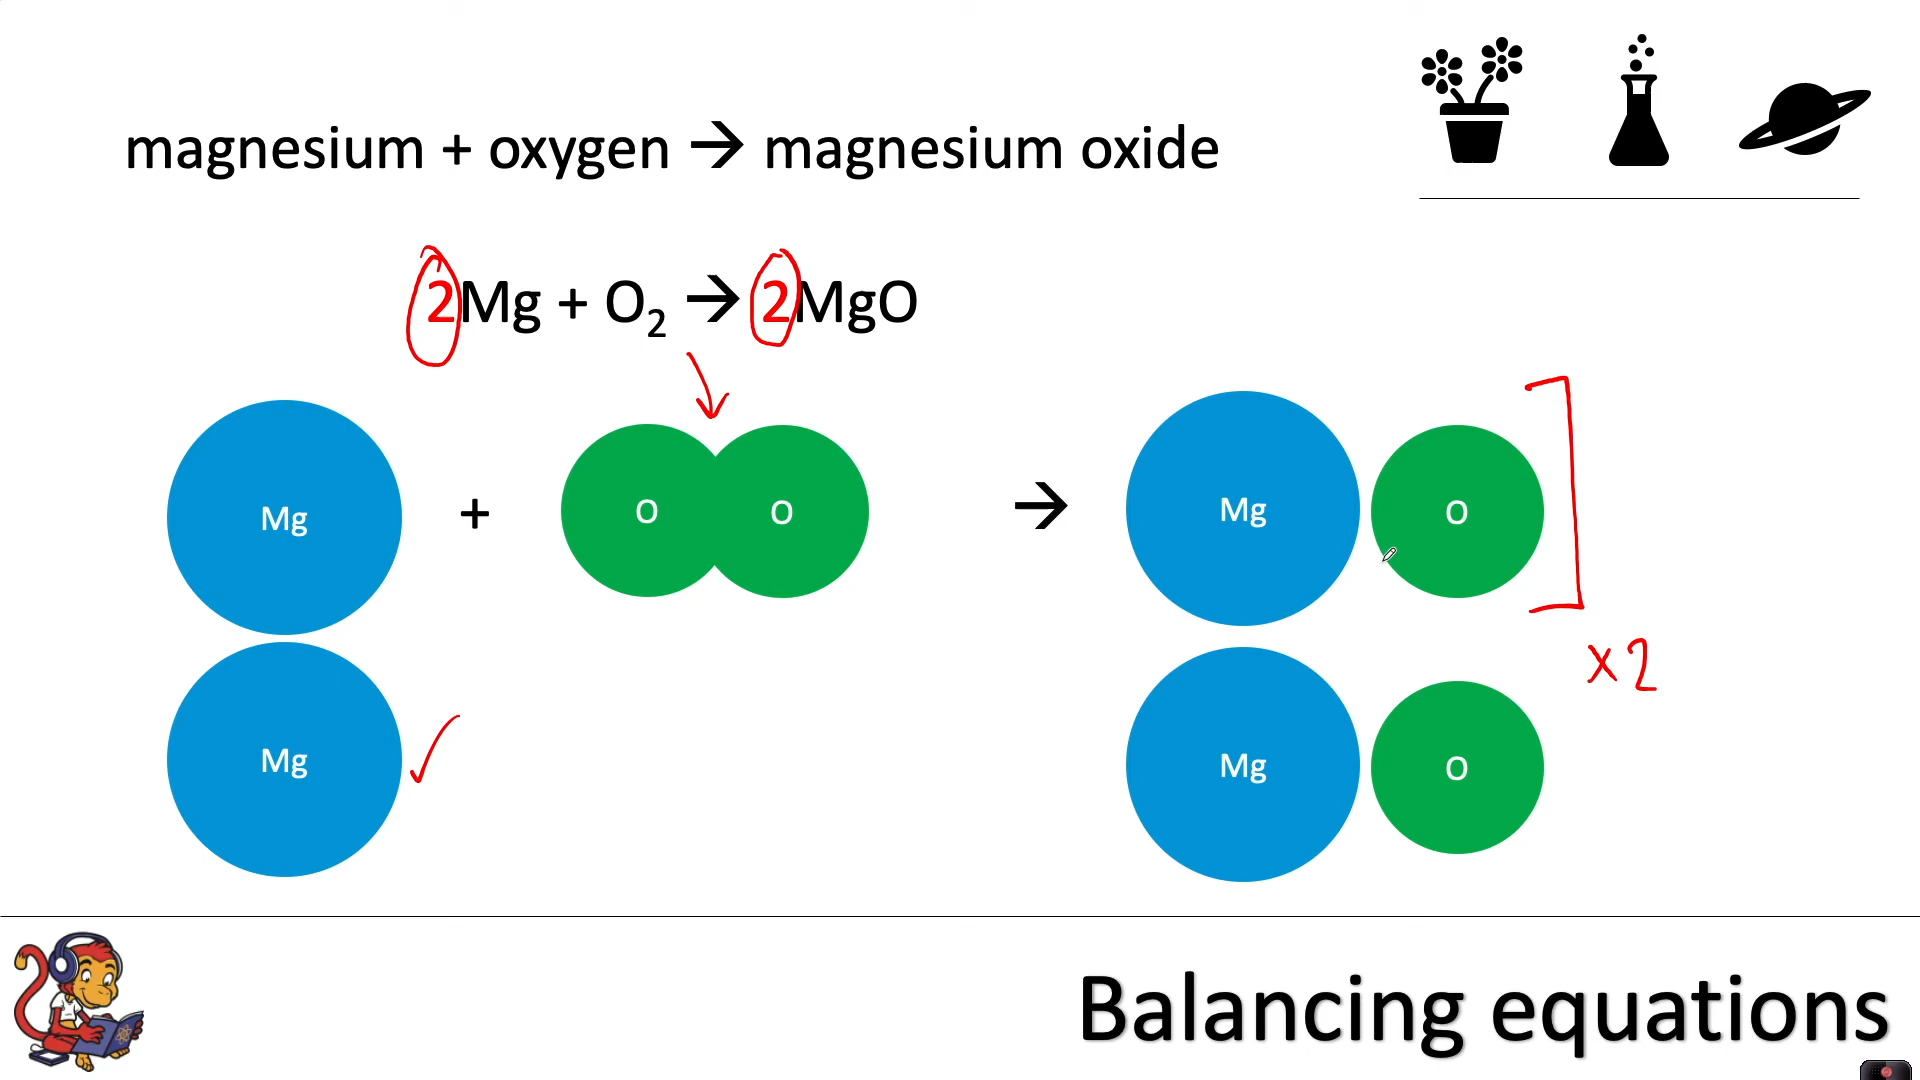 magnesium + oxygen → magnesium oxide
2Mg + O₂ → 2MgO
Mg + O O → Mg O
x2
Mg Mg O
Balancing equations